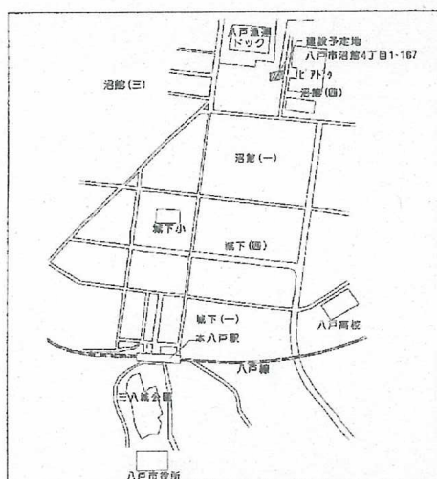 八戸漁港
ドック
建設予定地
八戸市沼館4丁目1-167
ピアドゥ
沼館(四)
沼館(三)
沼館(一)
城下小
城下(四)
城下(一)
本八戸駅
八戸高校
八戸線
三八城公園
八戸市役所